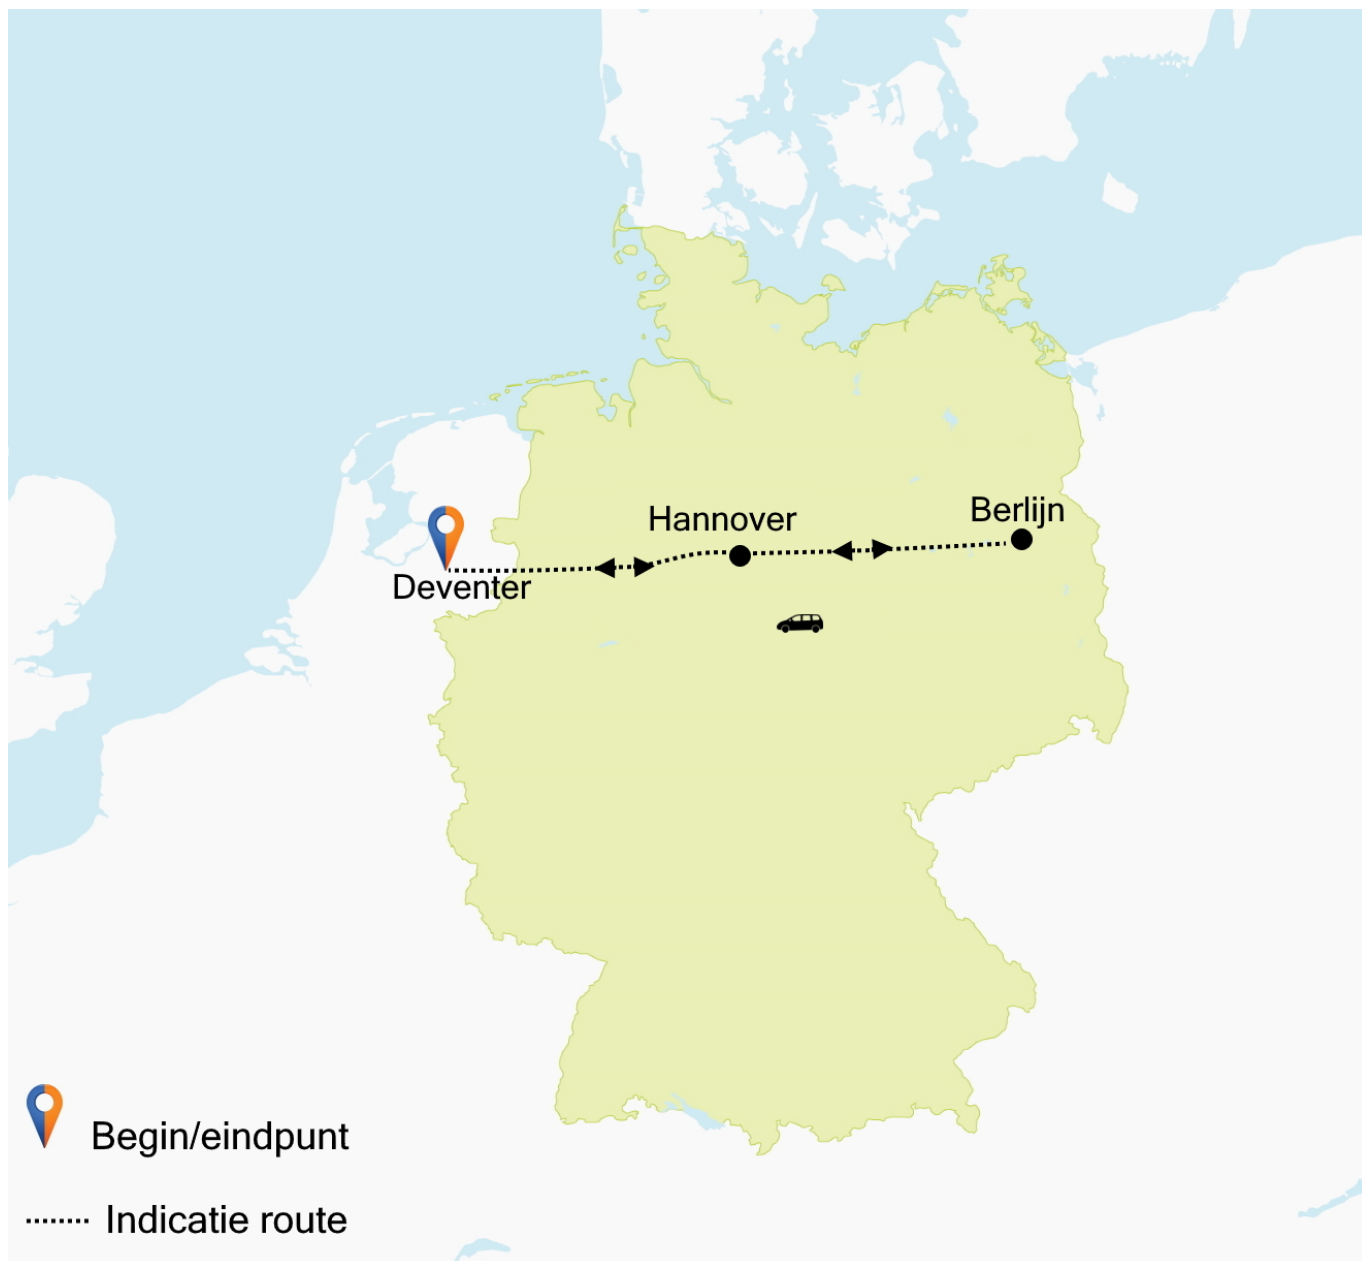 Hannover
Berlijn
Deventer
Begin/eindpunt
Indicatie route